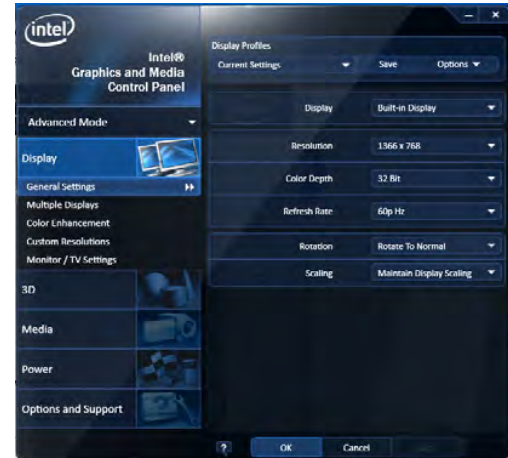 intel
Intel®
Graphics and Media
Control Panel
Advanced Mode
Display
General Settings
Multiple Displays
Color Enhancement
Custom Resolutions
Monitor / TV Settings
3D
Media
Power
Options and Support
Display Profiles
Current Settings Save Options
Display Built-in Display
Resolution 1366 x 768
Color Depth 32 Bit
Refresh Rate 60p Hz
Rotation Rotate To Normal
Scaling Maintain Display Scaling
? OK Cancel